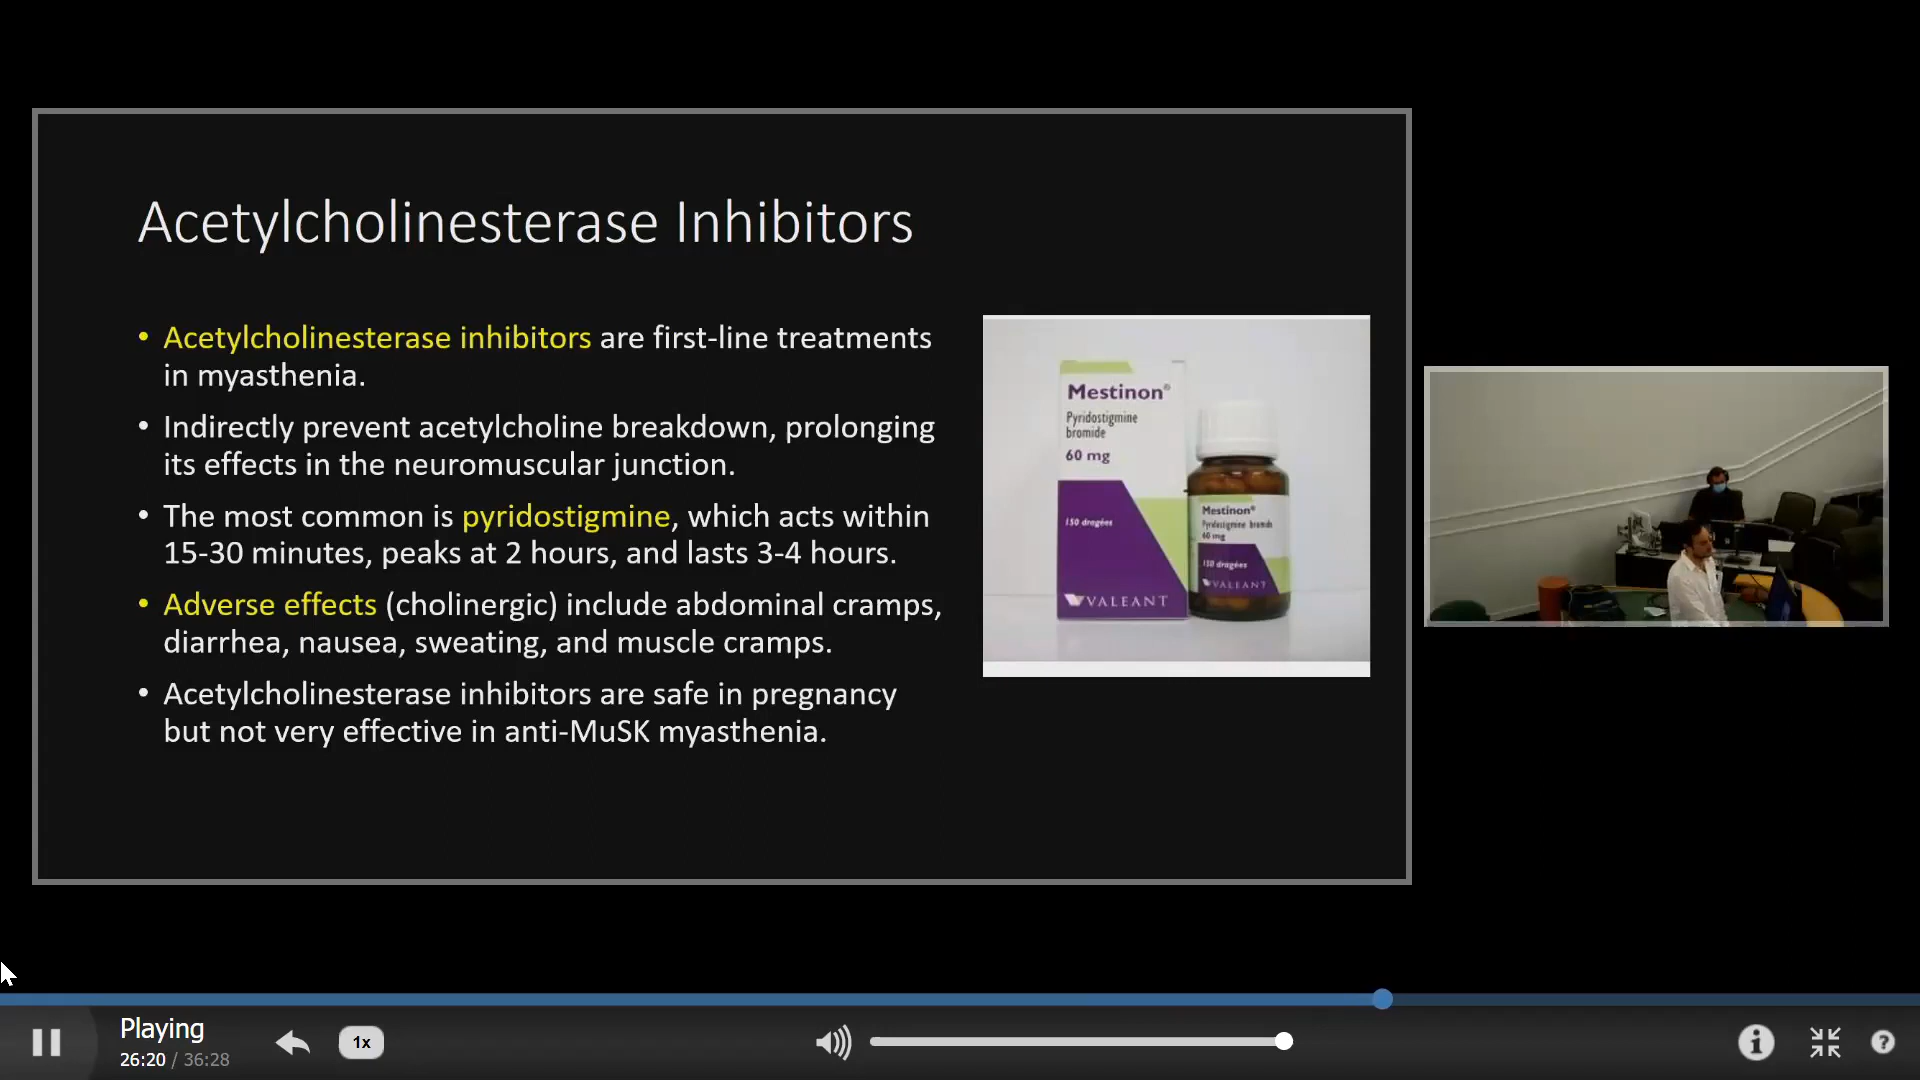 Acetylcholinesterase Inhibitors
• Acetylcholinesterase inhibitors are first-line treatments
in myasthenia.
• Indirectly prevent acetylcholine breakdown, prolonging
its effects in the neuromuscular junction.
• The most common is pyridostigmine, which acts within
15-30 minutes, peaks at 2 hours, and lasts 3-4 hours.
• Adverse effects (cholinergic) include abdominal cramps,
diarrhea, nausea, sweating, and muscle cramps.
• Acetylcholinesterase inhibitors are safe in pregnancy
but not very effective in anti-MuSK myasthenia.
Mestinon®
Pyridostigmine
bromide
60 mg
150 dragées
VALEANT
Mestinon®
Pyridostigmine bromide
60 mg
150 dragées
VALEANT
Playing
26:20 / 36:28
1x